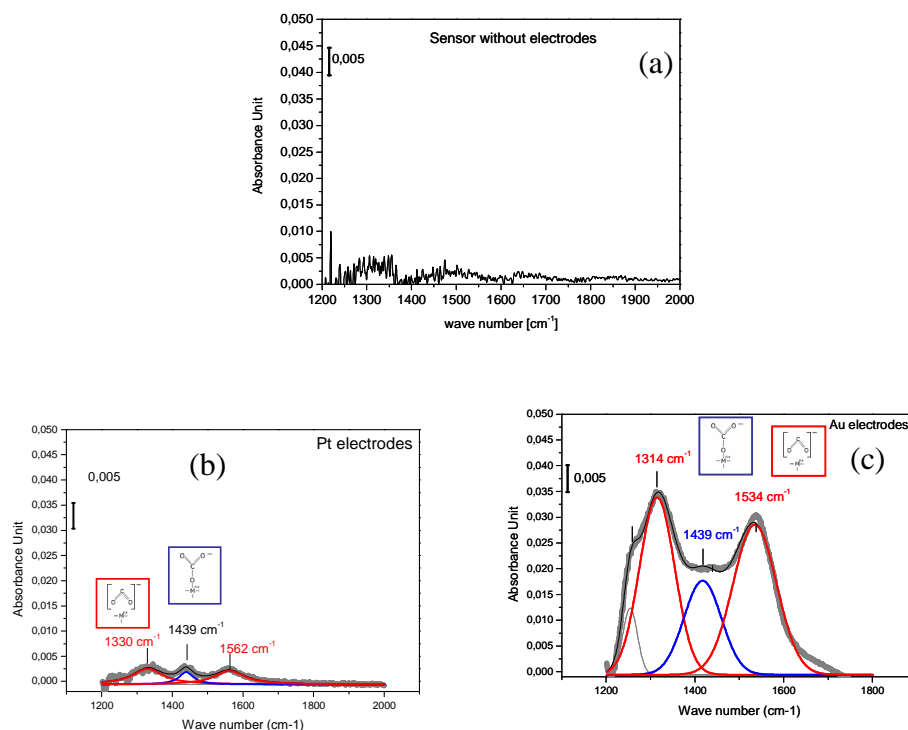 Sensor without electrodes
(a)
0,005
0,050
0,045
0,040
0,035
0,030
0,025
0,020
0,015
0,010
0,005
0,000
Absorbance Unit
1200 1300 1400 1500 1600 1700 1800 1900 2000
wave number [cm⁻¹]
Pt electrodes
(b)
0,005
0,050
0,045
0,040
0,035
0,030
0,025
0,020
0,015
0,010
0,005
0,000
Absorbance Unit
1330 cm⁻¹
1439 cm⁻¹
1562 cm⁻¹
1200 1400 1600 1800 2000
Wave number (cm-1)
Au electrodes
(c)
0,005
0,050
0,045
0,040
0,035
0,030
0,025
0,020
0,015
0,010
0,005
0,000
Absorbance Unit
1314 cm⁻¹
1439 cm⁻¹
1534 cm⁻¹
1200 1400 1600 1800
Wave number (cm-1)